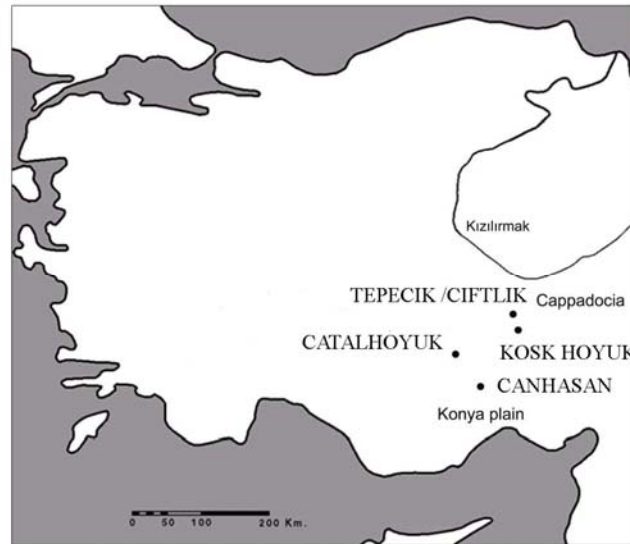 Kızılırmak
TEPECIK /CIFTLIK
Cappadocia
CATALHOYUK
KOSK HOYUK
CANHASAN
Konya plain
0 50 100 200 Km.